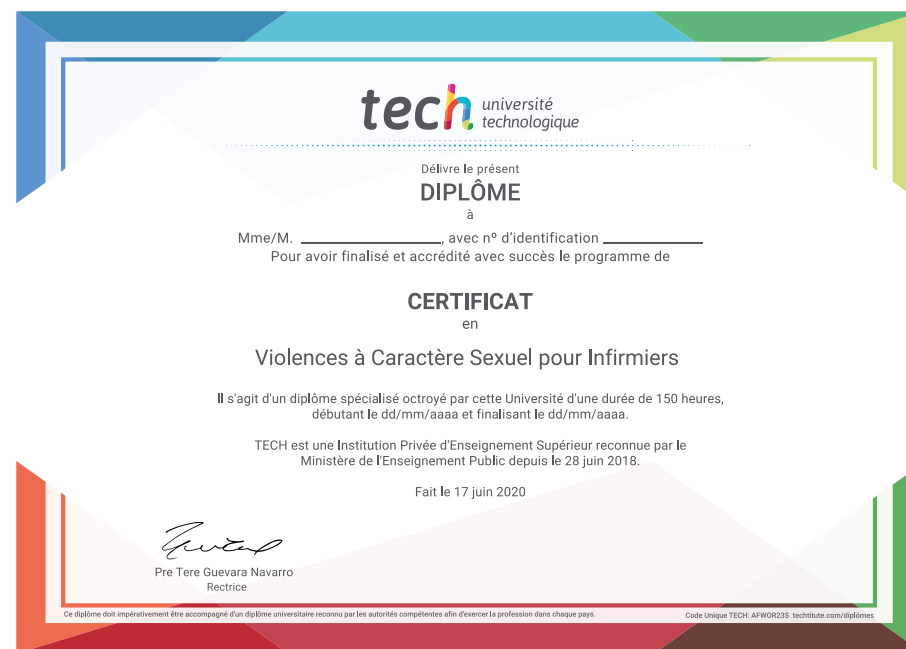 tech université
technologique
Délivre le présent
DIPLÔME
à
Mme/M. ____________________, avec nº d'identification ______________
Pour avoir finalisé et accrédité avec succès le programme de
CERTIFICAT
en
Violences à Caractère Sexuel pour Infirmiers
Il s'agit d'un diplôme spécialisé octroyé par cette Université d'une durée de 150 heures,
débutant le dd/mm/aaaa et finalisant le dd/mm/aaaa.
TECH est une Institution Privée d'Enseignement Supérieur reconnue par le
Ministère de l'Enseignement Public depuis le 28 juin 2018.
Fait le 17 juin 2020
Pre Tere Guevara Navarro
Rectrice
Ce diplôme doit impérativement être accompagné d'un diplôme universitaire reconnu par les autorités compétentes afin d'exercer la profession dans chaque pays.
Code Unique TECH: AFWOR23S techtitute.com/diplômes